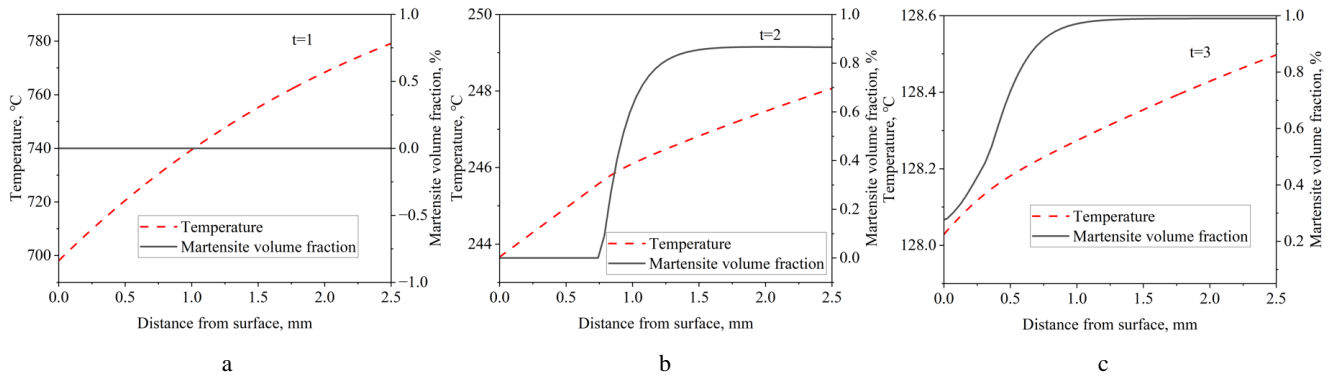 780
760
740
720
700
Temperature, °C
t=1
1.0
0.5
0.0
−0.5
−1.0
Martensite volume fraction, %
Temperature
Martensite volume fraction
0.0 0.5 1.0 1.5 2.0 2.5
Distance from surface, mm
a
250
248
246
244
Temperature, °C
t=2
1.0
0.8
0.6
0.4
0.2
0.0
Martensite volume fraction, %
Temperature
Martensite volume fraction
0.0 0.5 1.0 1.5 2.0 2.5
Distance from surface, mm
b
128.6
128.4
128.2
128.0
Temperature, °C
t=3
1.0
0.8
0.6
0.4
0.2
Martensite volume fraction, %
Temperature
Martensite volume fraction
0.0 0.5 1.0 1.5 2.0 2.5
Distance from surface, mm
c